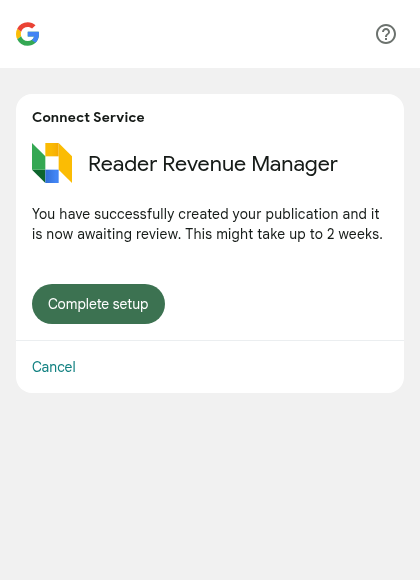 Connect Service
Reader Revenue Manager
You have successfully created your publication and it
is now awaiting review. This might take up to 2 weeks.
Complete setup
Cancel